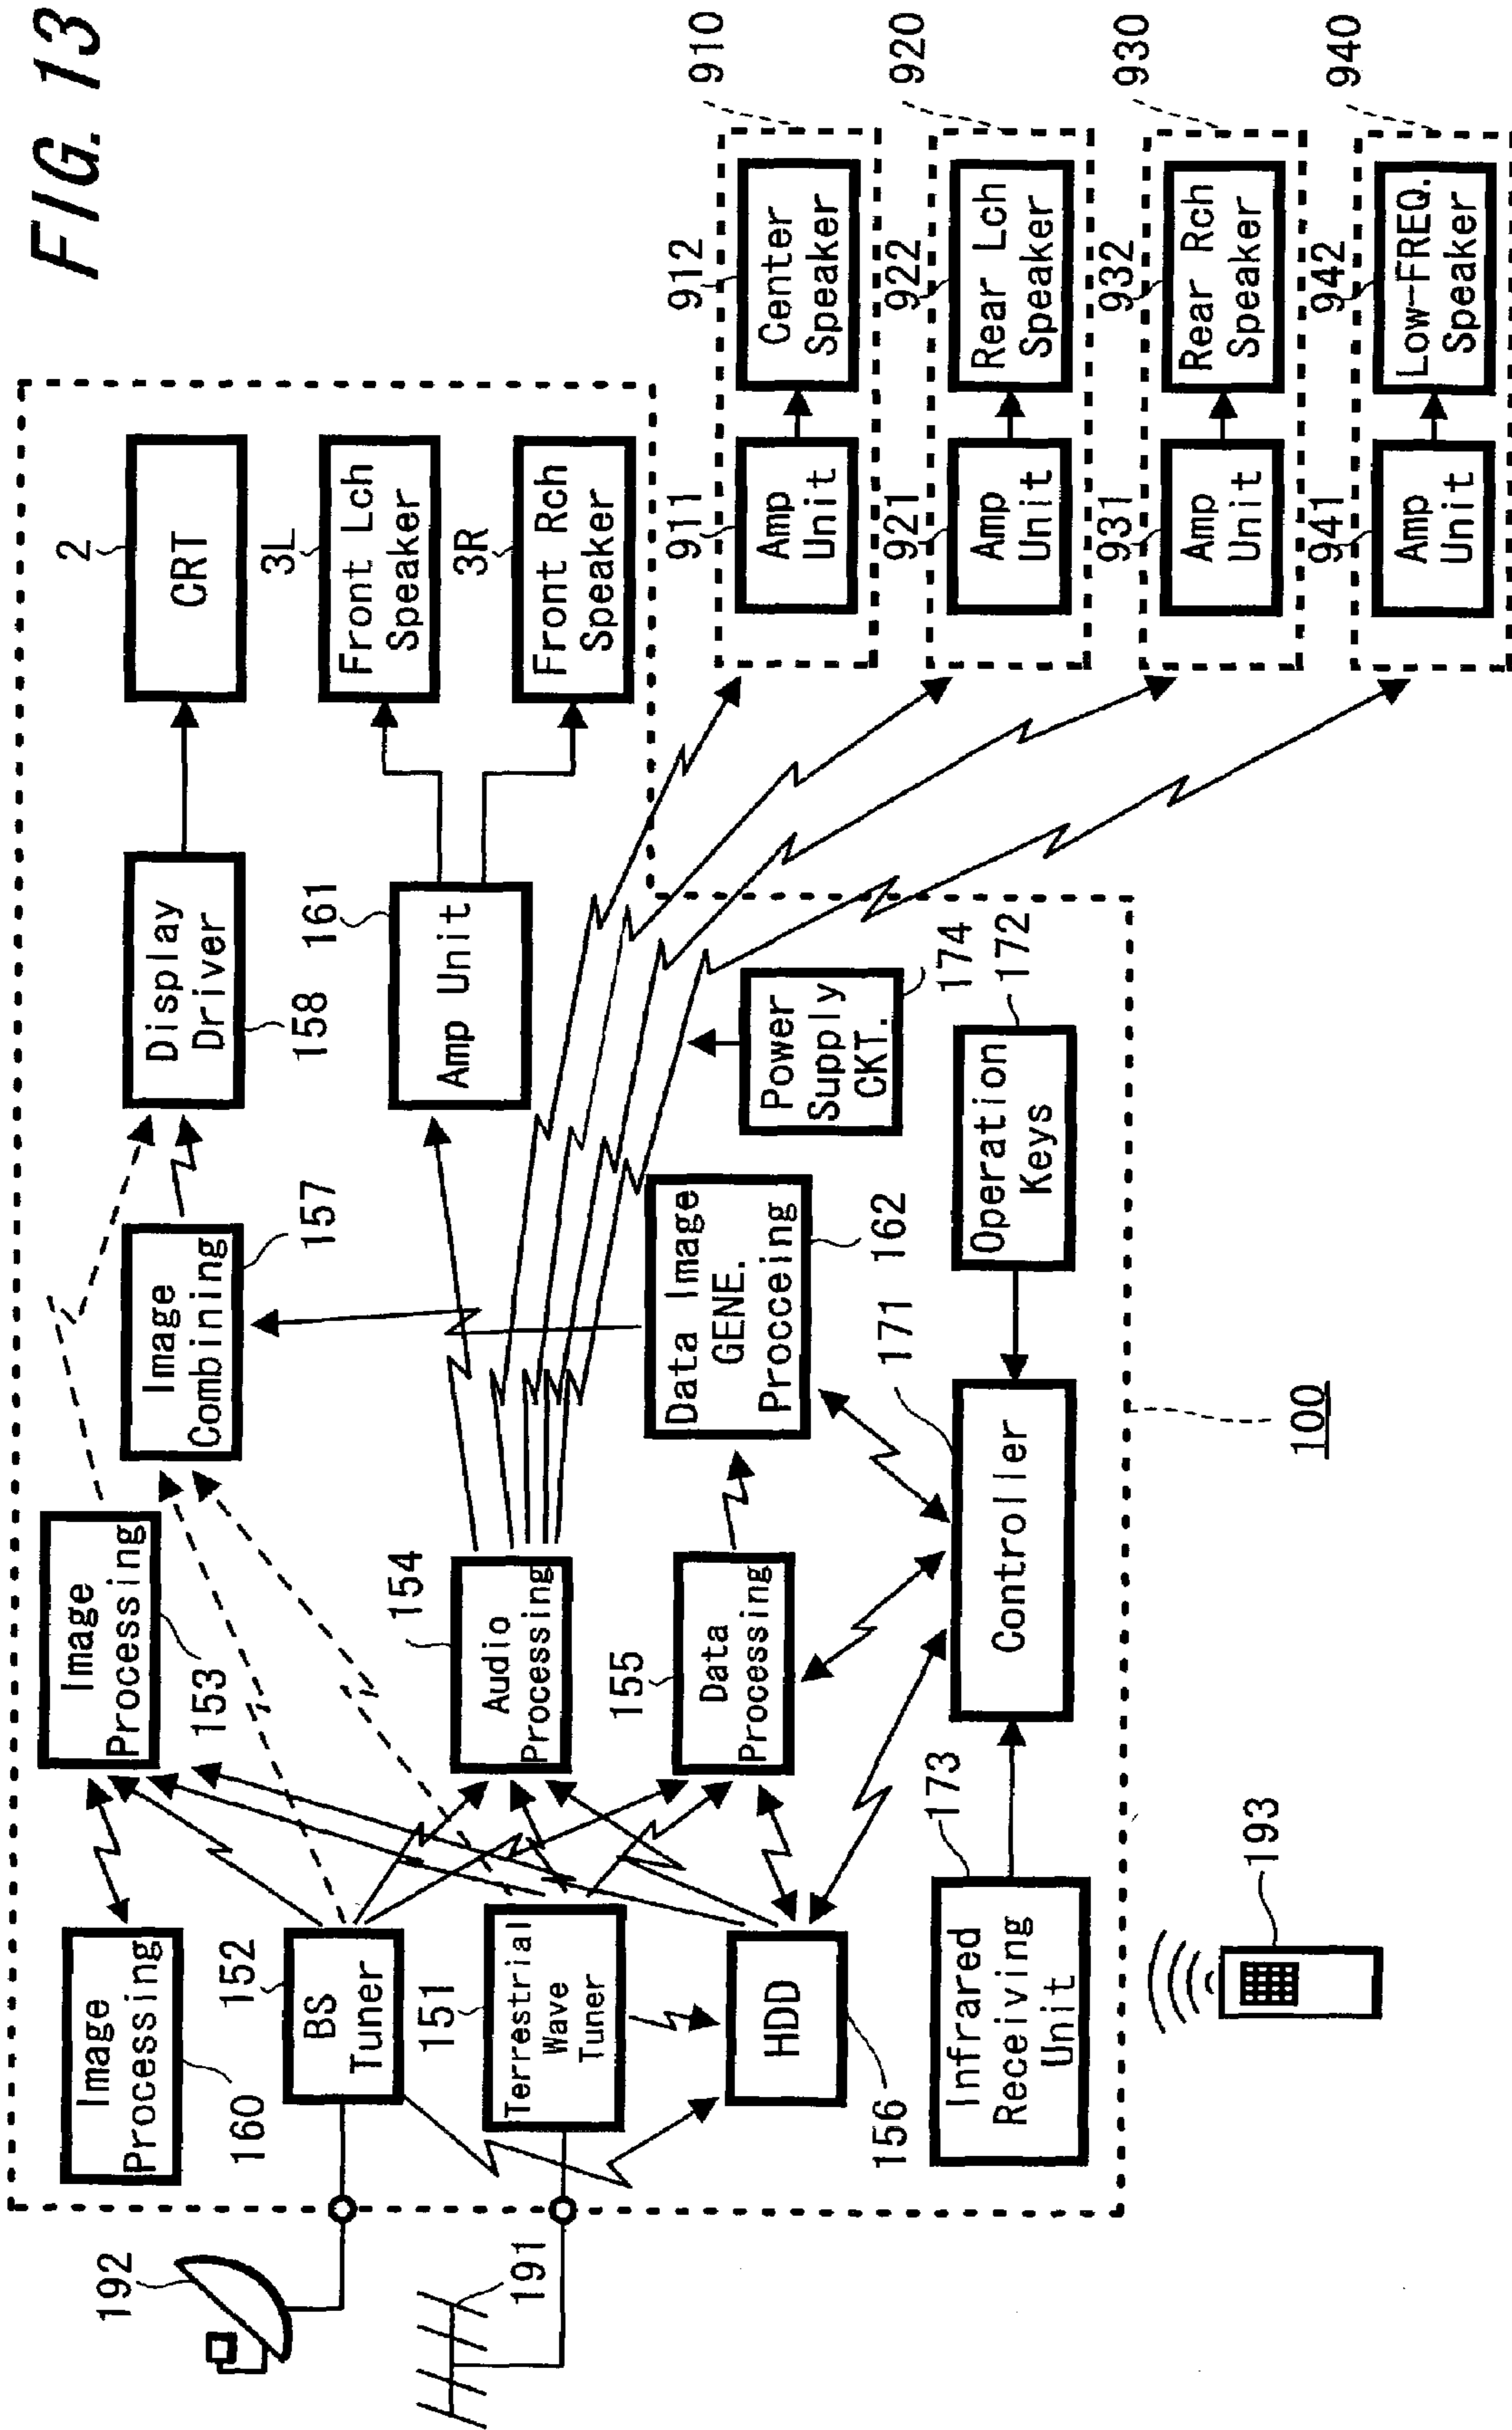 FIG. 13
192
191
Image
Processing
160
Image
Processing
153
Image
Combining
157
Display
Driver
158
2
CRT
152
BS
Tuner
151
Terrestrial
Wave
Tuner
154
Audio
Processing
161
Amp Unit
3L
Front Lch
Speaker
3R
Front Rch
Speaker
155
Data
Processing
Data Image
GENE.
Procceing
162
Power
Supply
CKT.
174
HDD
156
173
Infrared
Receiving
Unit
171
Controller
172
Operation
Keys
100
193
911
Amp
Unit
912
Center
Speaker
910
921
Amp
Unit
922
Rear Lch
Speaker
920
931
Amp
Unit
932
Rear Rch
Speaker
930
941
Amp
Unit
942
Low-FREQ.
Speaker
940